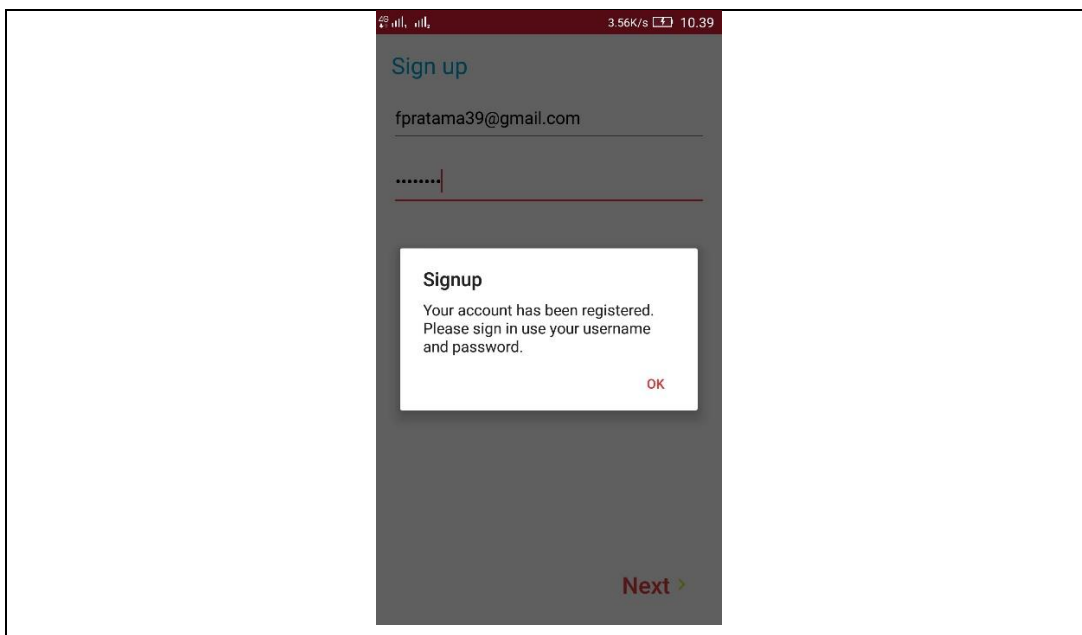 4G 3.56K/s 10.39
Sign up
fpratama39@gmail.com
••••••••
Signup
Your account has been registered.
Please sign in use your username
and password.
OK
Next >